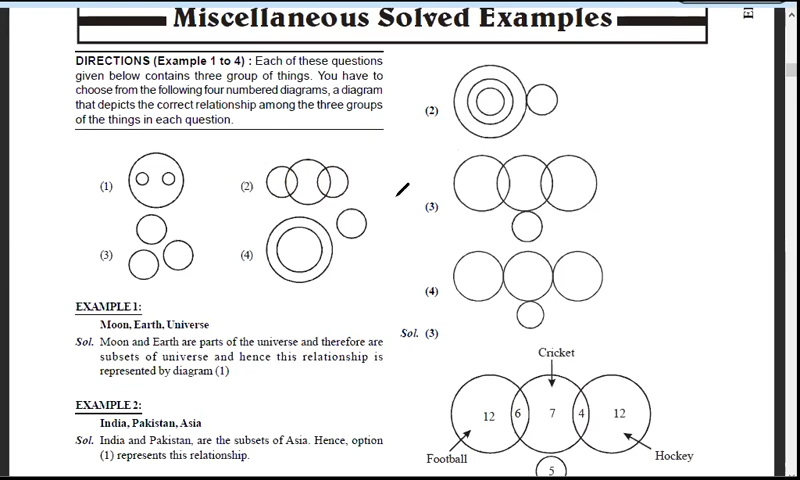 Miscellaneous Solved Examples
DIRECTIONS (Example 1 to 4) : Each of these questions
given below contains three group of things. You have to
choose from the following four numbered diagrams, a diagram
that depicts the correct relationship among the three groups
of the things in each question.
(1)
(2)
(3)
(4)
EXAMPLE 1:
Moon, Earth, Universe
Sol. Moon and Earth are parts of the universe and therefore are
subsets of universe and hence this relationship is
represented by diagram (1)
EXAMPLE 2:
India, Pakistan, Asia
Sol. India and Pakistan, are the subsets of Asia. Hence, option
(1) represents this relationship.
(2)
(3)
(4)
Sol. (3)
Cricket
12 6 7 4 12
Football
Hockey
5